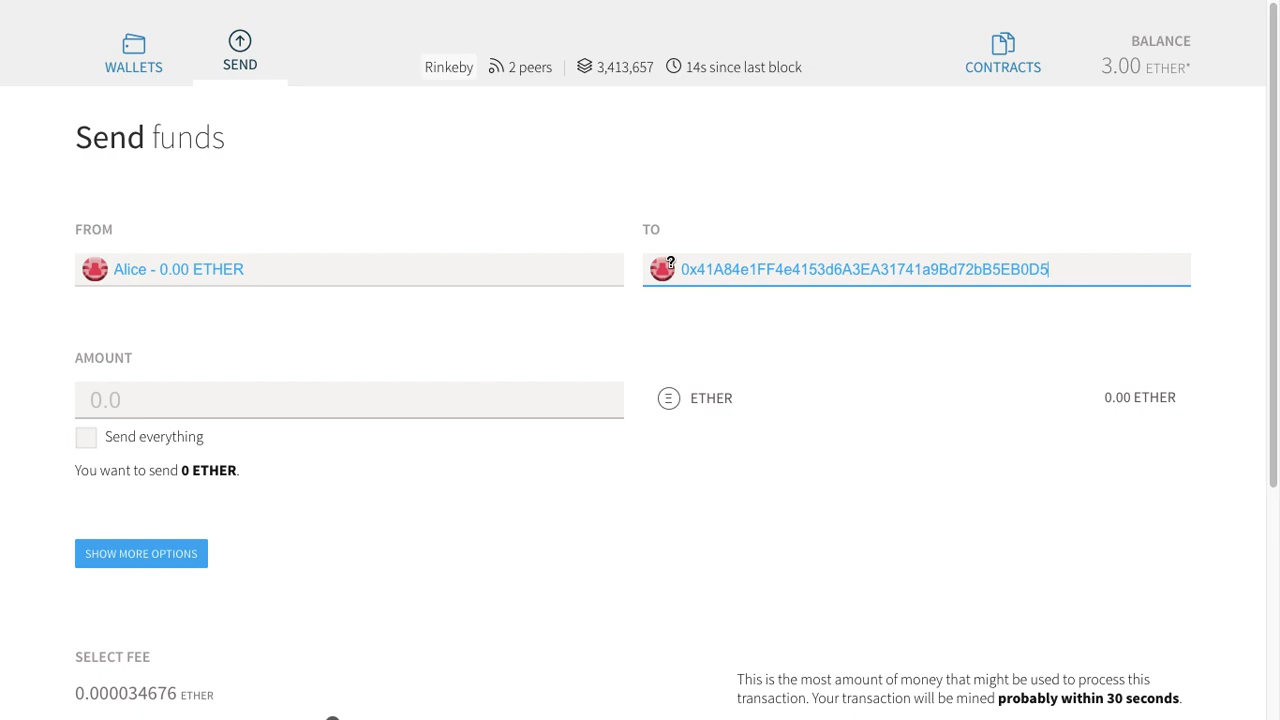 WALLETS
SEND
Rinkeby 2 peers 3,413,657 14s since last block
CONTRACTS
BALANCE
3.00 ETHER*
Send funds
FROM
TO
Alice - 0.00 ETHER
0x41A84e1FF4e4153d6A3EA31741a9Bd72bB5EB0D5
AMOUNT
0.0
ETHER
0.00 ETHER
Send everything
You want to send 0 ETHER.
SHOW MORE OPTIONS
SELECT FEE
0.000034676 ETHER
This is the most amount of money that might be used to process this
transaction. Your transaction will be mined probably within 30 seconds.